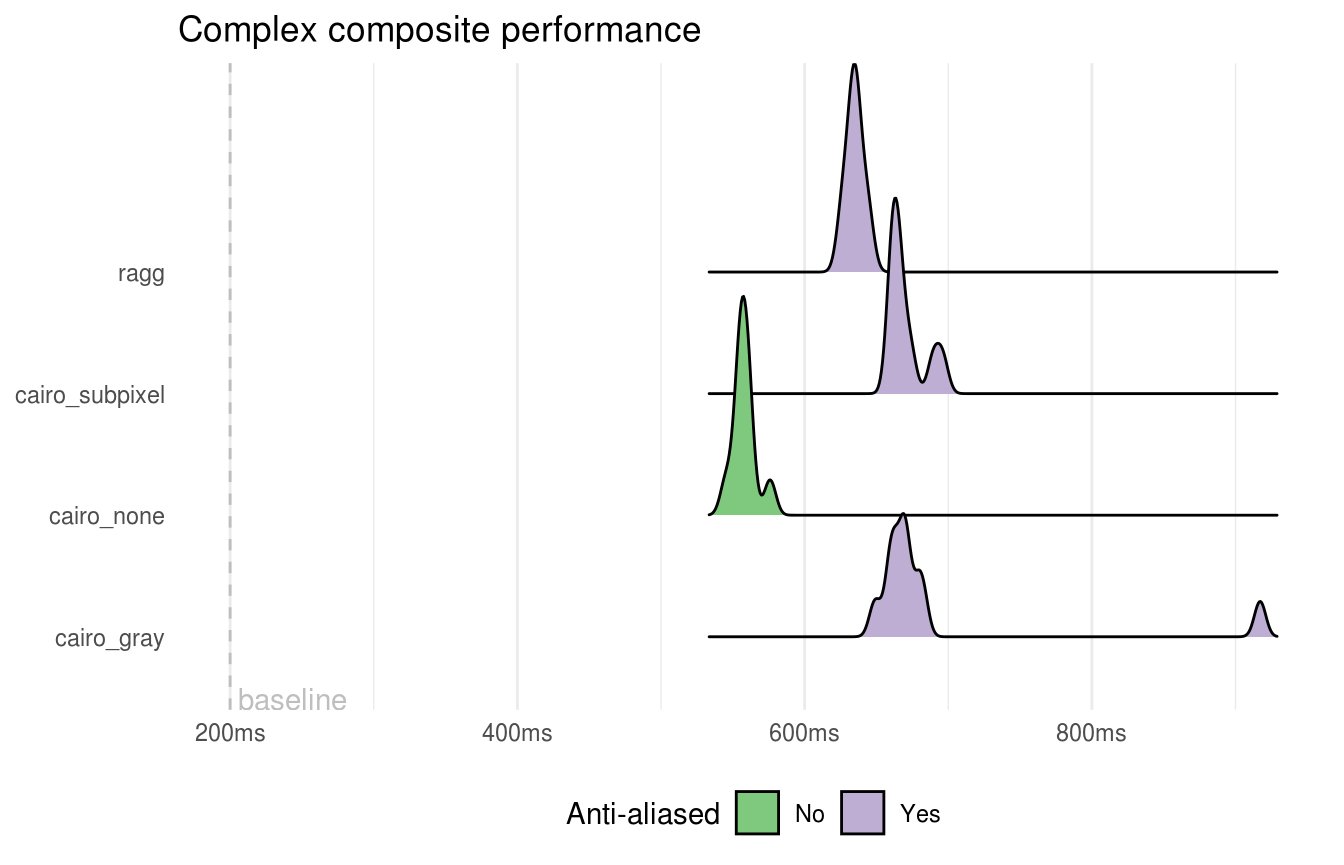 Complex composite performance
ragg
cairo_subpixel
cairo_none
cairo_gray
baseline
200ms 400ms 600ms 800ms
Anti-aliased No Yes